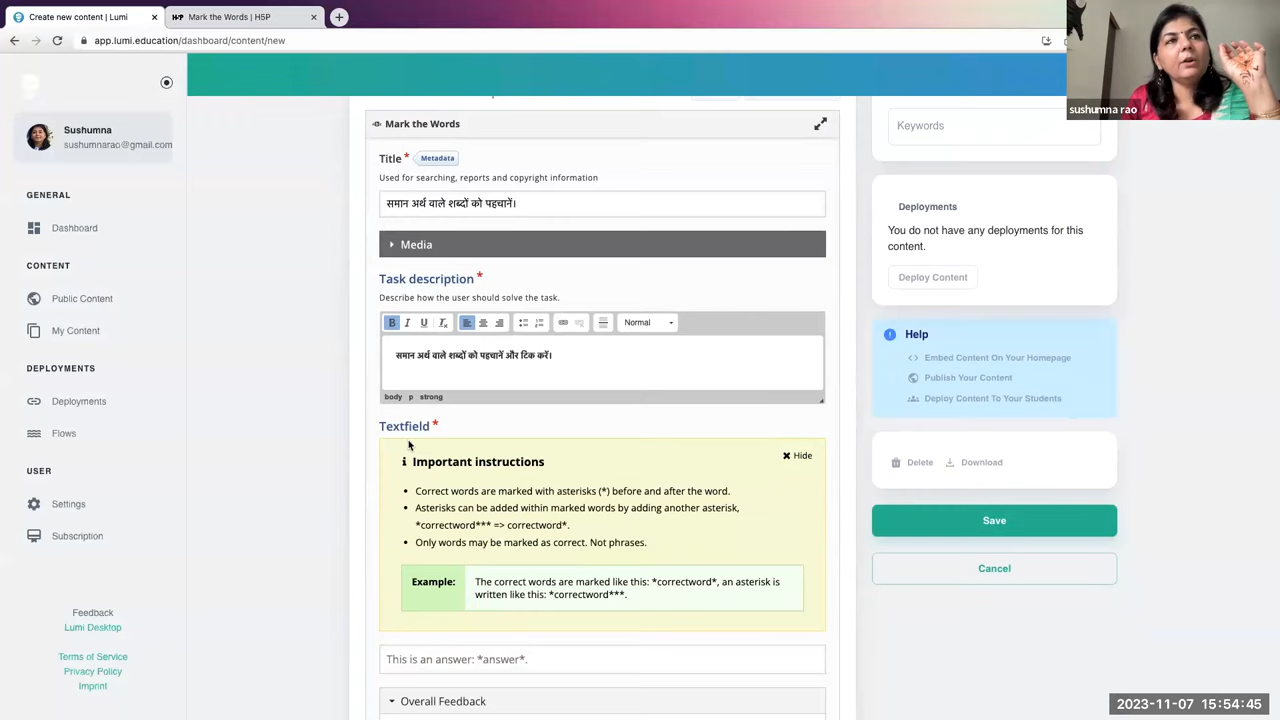 Create new content | Lumi
H-P Mark the Words | H5P
app.lumi.education/dashboard/content/new
sushumna rao
Sushumna
sushumnarao@gmail.com
GENERAL
Dashboard
CONTENT
Public Content
My Content
DEPLOYMENTS
Deployments
Flows
USER
Settings
Subscription
Feedback
Lumi Desktop
Terms of Service
Privacy Policy
Imprint
Mark the Words
Title * Metadata
Used for searching, reports and copyright information
समान अर्थ वाले शब्दों को पहचानें।
Media
Task description *
Describe how the user should solve the task.
B I U Tx Normal
समान अर्थ वाले शब्दों को पहचानें और टिक करें।
body p strong
Textfield *
Important instructions
Hide
Correct words are marked with asterisks (*) before and after the word.
Asterisks can be added within marked words by adding another asterisk,
*correctword*** => correctword*.
Only words may be marked as correct. Not phrases.
Example: The correct words are marked like this: *correctword*, an asterisk is
written like this: *correctword***.
This is an answer: *answer*.
Overall Feedback
Keywords
Deployments
You do not have any deployments for this
content.
Deploy Content
Help
Embed Content On Your Homepage
Publish Your Content
Deploy Content To Your Students
Delete Download
Save
Cancel
2023-11-07 15:54:45